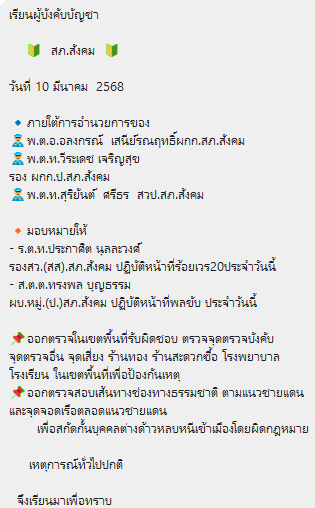 เรียนผู้บังคับบัญชา
🔰 สภ.สังคม 🔰
วันที่ 10 มีนาคม 2568
🔹ภายใต้การอำนวยการของ
👮พ.ต.อ.อลงกรณ์ เสนีย์รณฤทธิ์ผกก.สภ.สังคม
👮พ.ต.ท.วีระเดช เจริญสุข
รอง ผกก.ป.สภ.สังคม
👮พ.ต.ท.สุริยันต์ ศรีธร สวป.สภ.สังคม
🔸มอบหมายให้
- ร.ต.ท.ประกาศิต นุลละวงศ์
รองสว.(สส).สภ.สังคม ปฏิบัติหน้าที่ร้อยเวร20ประจำวันนี้
- ส.ต.ต.ทรงพล บุญธรรม
ผบ.หมู่.(ป.)สภ.สังคม ปฏิบัติหน้าที่พลขับ ประจำวันนี้
📌ออกตรวจในเขตพื้นที่รับผิดชอบ ตรวจจุดตรวจบังคับ
จุดตรวจอื่น จุดเสี่ยง ร้านทอง ร้านสะดวกซื้อ โรงพยาบาล
โรงเรียน ในเขตพื้นที่เพื่อป้องกันเหตุ
📌ออกตรวจสอบเส้นทางช่องทางธรรมชาติ ตามแนวชายแดน
และจุดจอดเรือตลอดแนวชายแดน
เพื่อสกัดกั้นบุคคลต่างด้าวหลบหนีเข้าเมืองโดยผิดกฎหมาย
เหตุการณ์ทั่วไปปกติ
จึงเรียนมาเพื่อทราบ